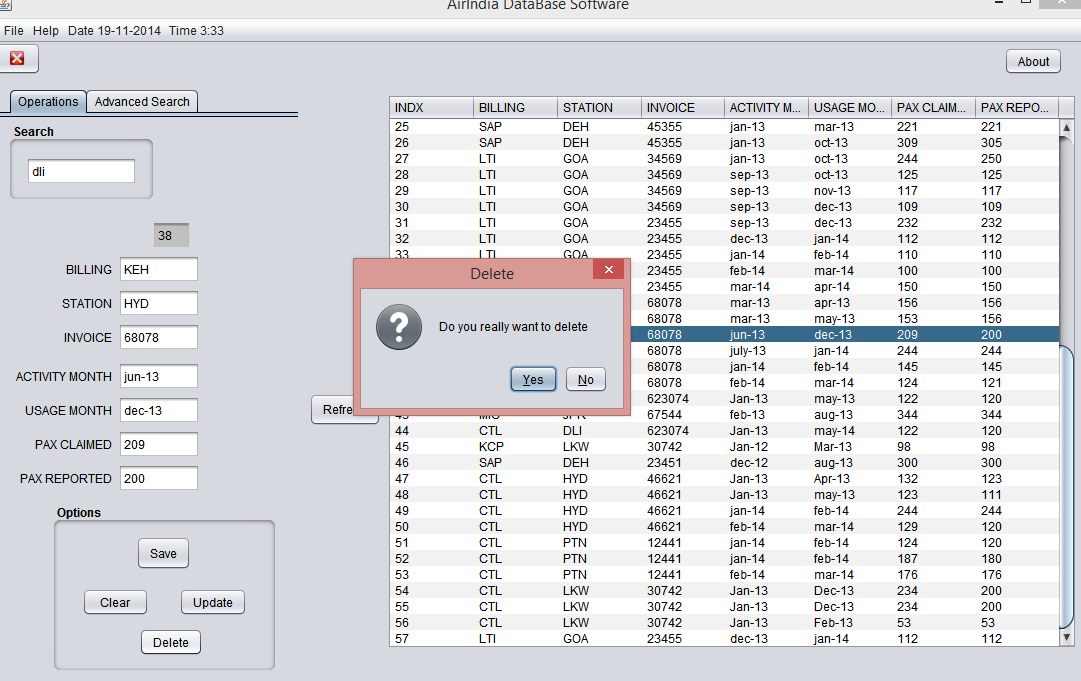 AirIndia DataBase Software
File Help Date 19-11-2014 Time 3:33
About
Operations Advanced Search
Search
dli
38
BILLING KEH
STATION HYD
INVOICE 68078
ACTIVITY MONTH jun-13
USAGE MONTH dec-13
PAX CLAIMED 209
PAX REPORTED 200
Options
Save
Clear Update
Delete
Refre
INDX BILLING STATION INVOICE ACTIVITY M... USAGE MO... PAX CLAIM... PAX REPO...
25 SAP DEH 45355 jan-13 mar-13 221 221
26 SAP DEH 45355 jan-13 oct-13 309 305
27 LTI GOA 34569 jan-13 oct-13 244 250
28 LTI GOA 34569 sep-13 oct-13 125 125
29 LTI GOA 34569 sep-13 nov-13 117 117
30 LTI GOA 34569 sep-13 dec-13 109 109
31 LTI GOA 23455 sep-13 dec-13 232 232
32 LTI GOA 23455 dec-13 jan-14 112 112
33 LTI GOA 23455 jan-14 feb-14 110 110
23455 feb-14 mar-14 100 100
23455 mar-14 apr-14 150 150
68078 mar-13 apr-13 156 156
68078 mar-13 may-13 153 156
68078 jun-13 dec-13 209 200
68078 july-13 jan-14 244 244
68078 jan-14 feb-14 145 145
68078 feb-14 mar-14 124 121
623074 Jan-13 may-13 122 120
67544 feb-13 aug-13 344 344
44 CTL DLI 623074 Jan-13 may-14 122 120
45 KCP LKW 30742 Jan-12 Mar-13 98 98
46 SAP DEH 23451 dec-12 aug-13 300 300
47 CTL HYD 46621 Jan-13 Apr-13 132 123
48 CTL HYD 46621 Jan-13 may-13 123 111
49 CTL HYD 46621 jan-14 feb-14 244 244
50 CTL HYD 46621 feb-14 mar-14 129 120
51 CTL PTN 12441 jan-14 feb-14 124 120
52 CTL PTN 12441 jan-14 feb-14 187 180
53 CTL PTN 12441 feb-14 mar-14 176 176
54 CTL LKW 30742 Jan-13 Dec-13 234 200
55 CTL LKW 30742 Jan-13 Dec-13 234 200
56 CTL LKW 30742 Jan-13 Feb-13 53 53
57 LTI GOA 23455 dec-13 jan-14 112 112
Delete
Do you really want to delete
Yes No